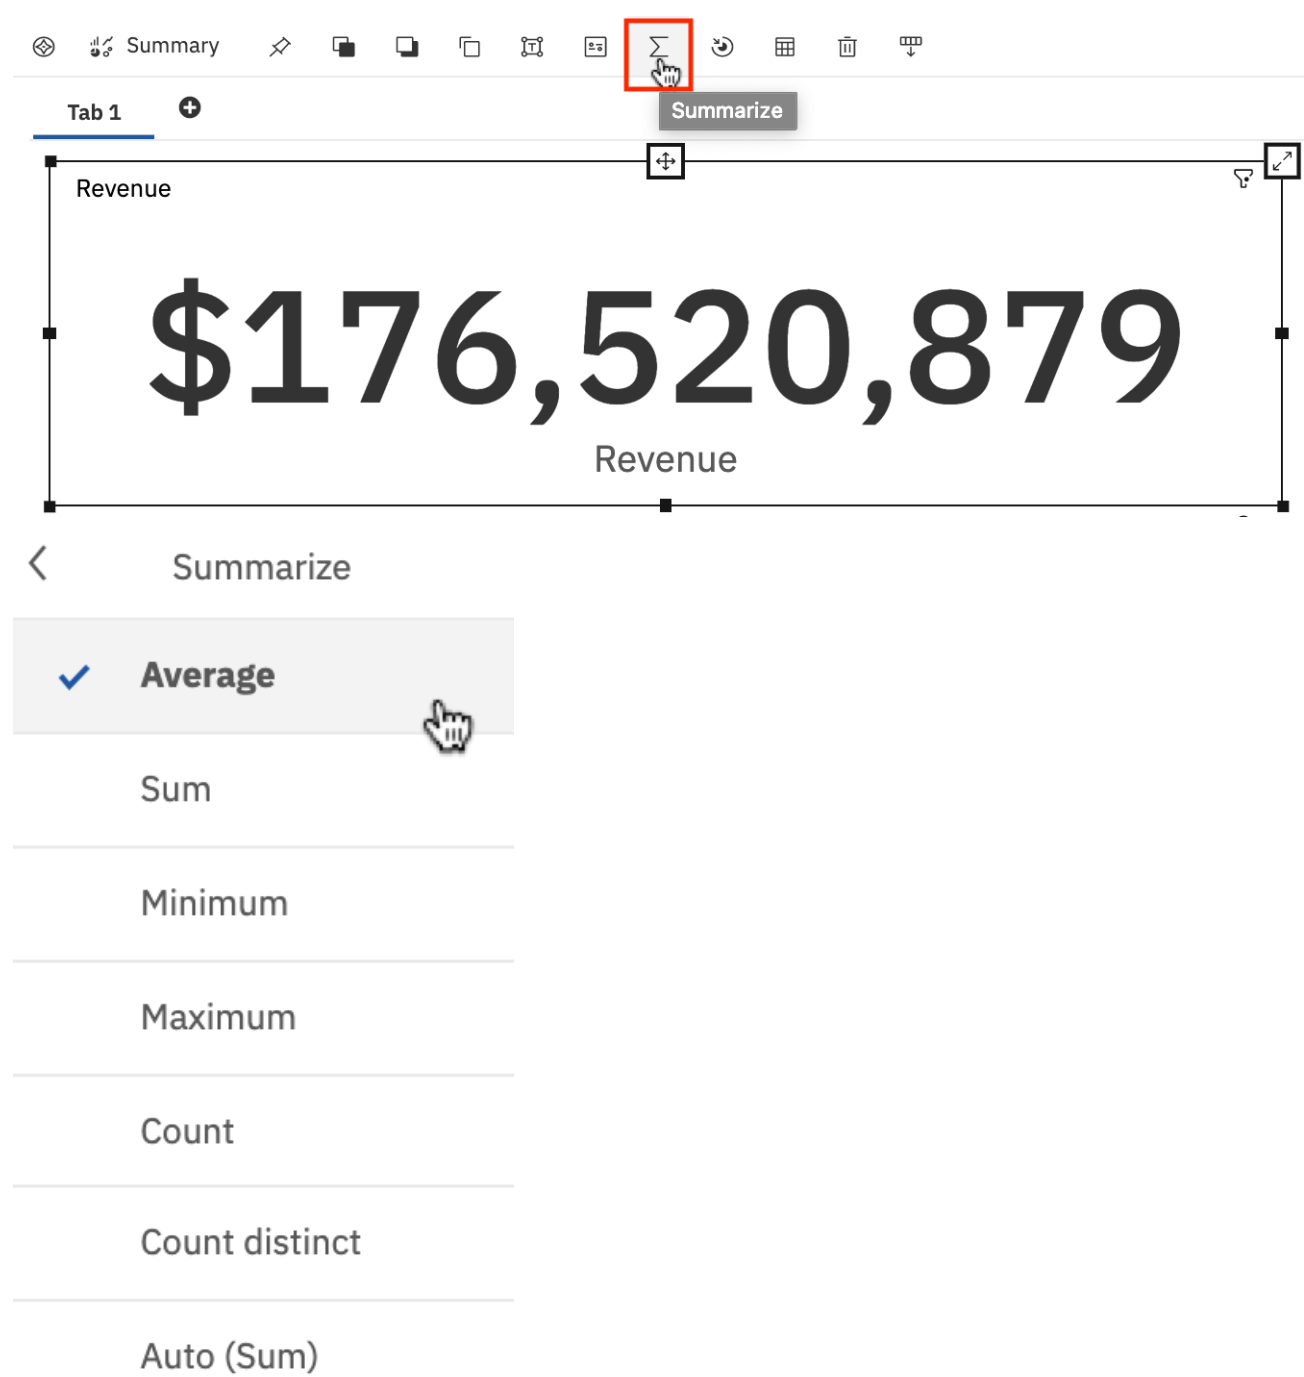 Summary
Tab 1
Summarize
Revenue
$176,520,879
Revenue
Summarize
Average
Sum
Minimum
Maximum
Count
Count distinct
Auto (Sum)